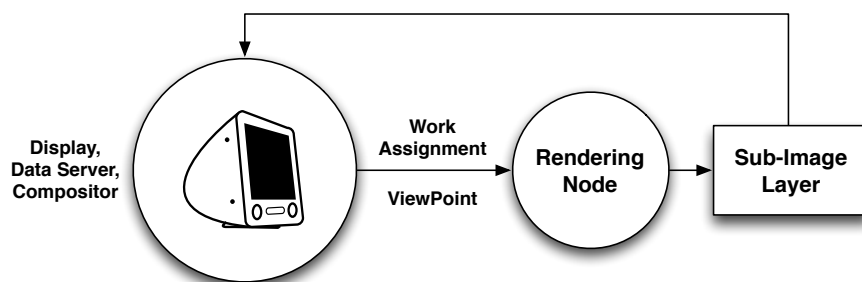 Display,
Data Server,
Compositor
Work
Assignment
ViewPoint
Rendering
Node
Sub-Image
Layer